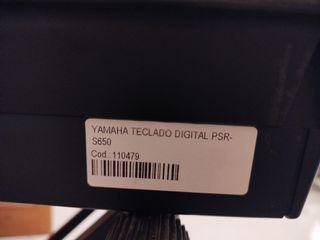 YAMAHA TECLADO DIGITAL PSR-
S650
Cod.: 110479